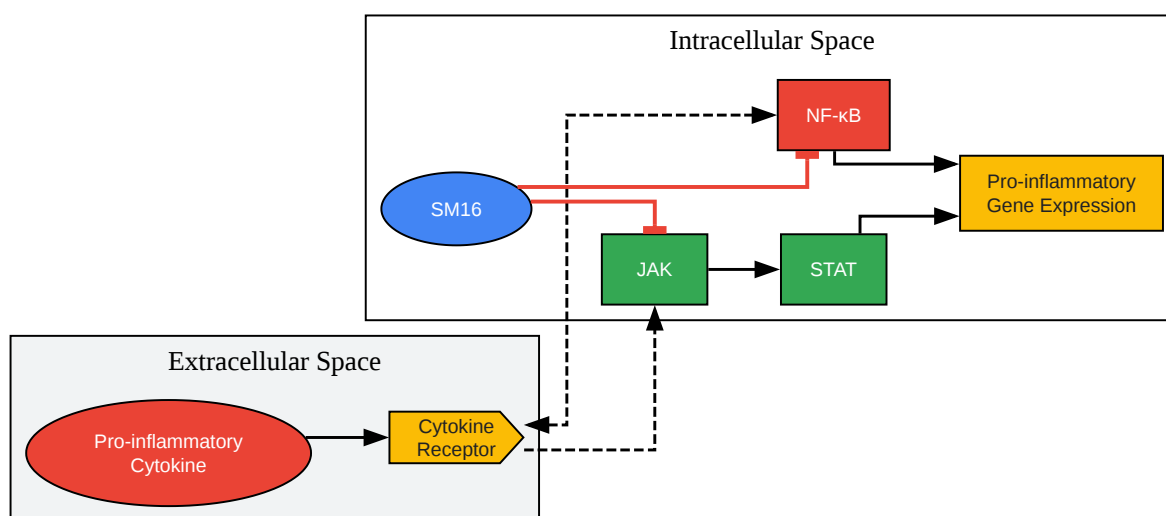 Intracellular Space
NF-κB
Pro-inflammatory
Gene Expression
SM16
JAK
STAT
Extracellular Space
Pro-inflammatory
Cytokine
Cytokine
Receptor